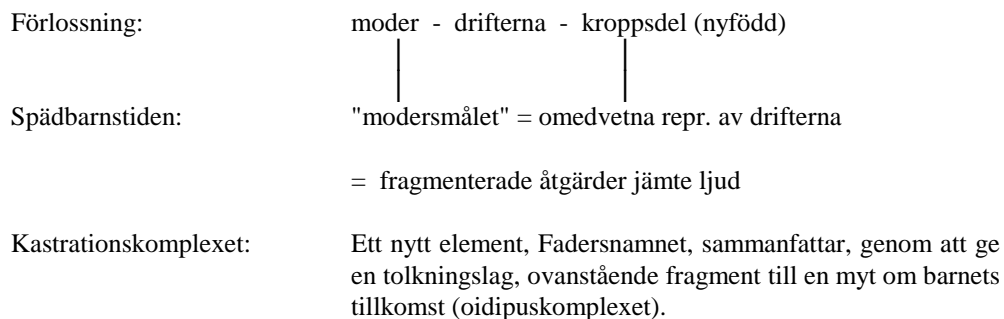 Förlossning: moder - drifterna - kroppsdel (nyfödd)
Spädbarnstiden: "modersmålet" = omedvetna repr. av drifterna
= fragmenterade åtgärder jämte ljud
Kastrationskomplexet: Ett nytt element, Fadersnamnet, sammanfattar, genom att ge
en tolkningslag, ovanstående fragment till en myt om barnets
tillkomst (oidipuskomplexet).